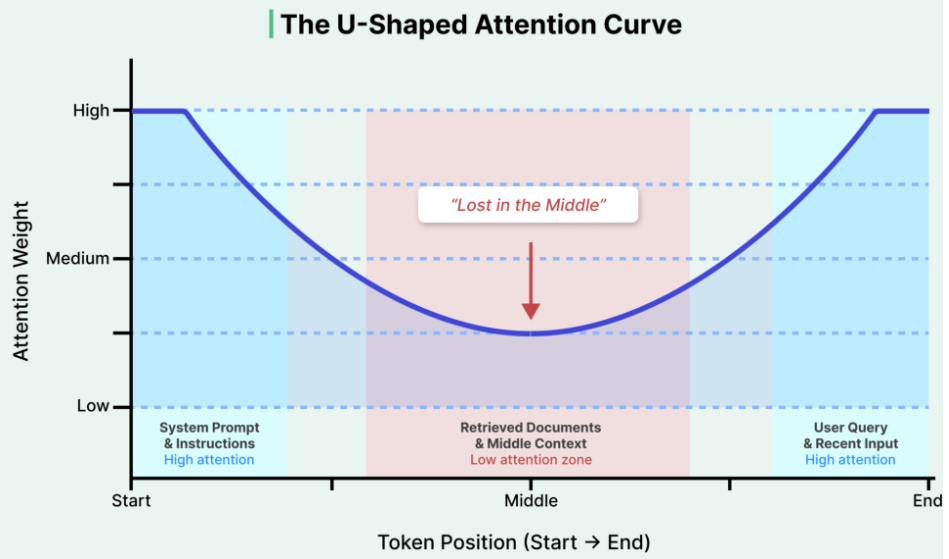 The U-Shaped Attention Curve
High
Medium
Low
Attention Weight
“Lost in the Middle”
System Prompt
& Instructions
High attention
Retrieved Documents
& Middle Context
Low attention zone
User Query
& Recent Input
High attention
Start
Middle
End
Token Position (Start → End)